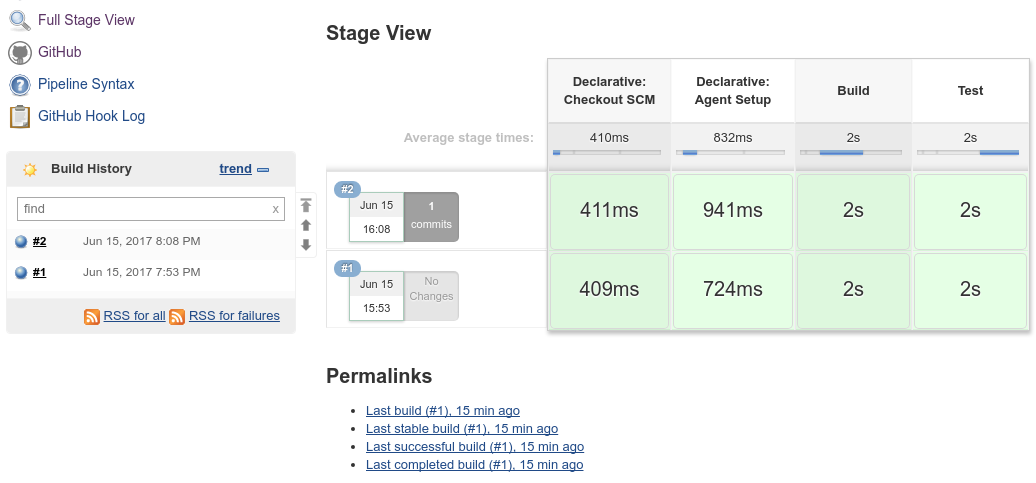 Full Stage View
GitHub
Pipeline Syntax
GitHub Hook Log
Build History
trend
find
x
#2 Jun 15, 2017 8:08 PM
#1 Jun 15, 2017 7:53 PM
RSS for all RSS for failures
Stage View
Declarative:
Checkout SCM
Declarative:
Agent Setup
Build
Test
Average stage times:
410ms
832ms
2s
2s
#2
Jun 15
16:08
1
commits
411ms
941ms
2s
2s
#1
Jun 15
15:53
No
Changes
409ms
724ms
2s
2s
Permalinks
Last build (#1), 15 min ago
Last stable build (#1), 15 min ago
Last successful build (#1), 15 min ago
Last completed build (#1), 15 min ago